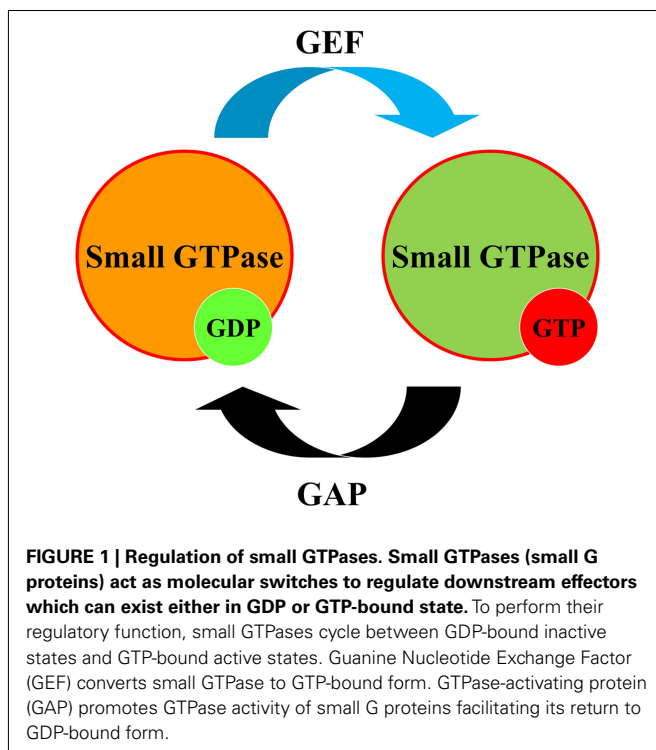 GEF
Small GTPase
Small GTPase
GDP
GTP
GAP
FIGURE 1 | Regulation of small GTPases. Small GTPases (small G
proteins) act as molecular switches to regulate downstream effectors
which can exist either in GDP or GTP-bound state. To perform their
regulatory function, small GTPases cycle between GDP-bound inactive
states and GTP-bound active states. Guanine Nucleotide Exchange Factor
(GEF) converts small GTPase to GTP-bound form. GTPase-activating protein
(GAP) promotes GTPase activity of small G proteins facilitating its return to
GDP-bound form.